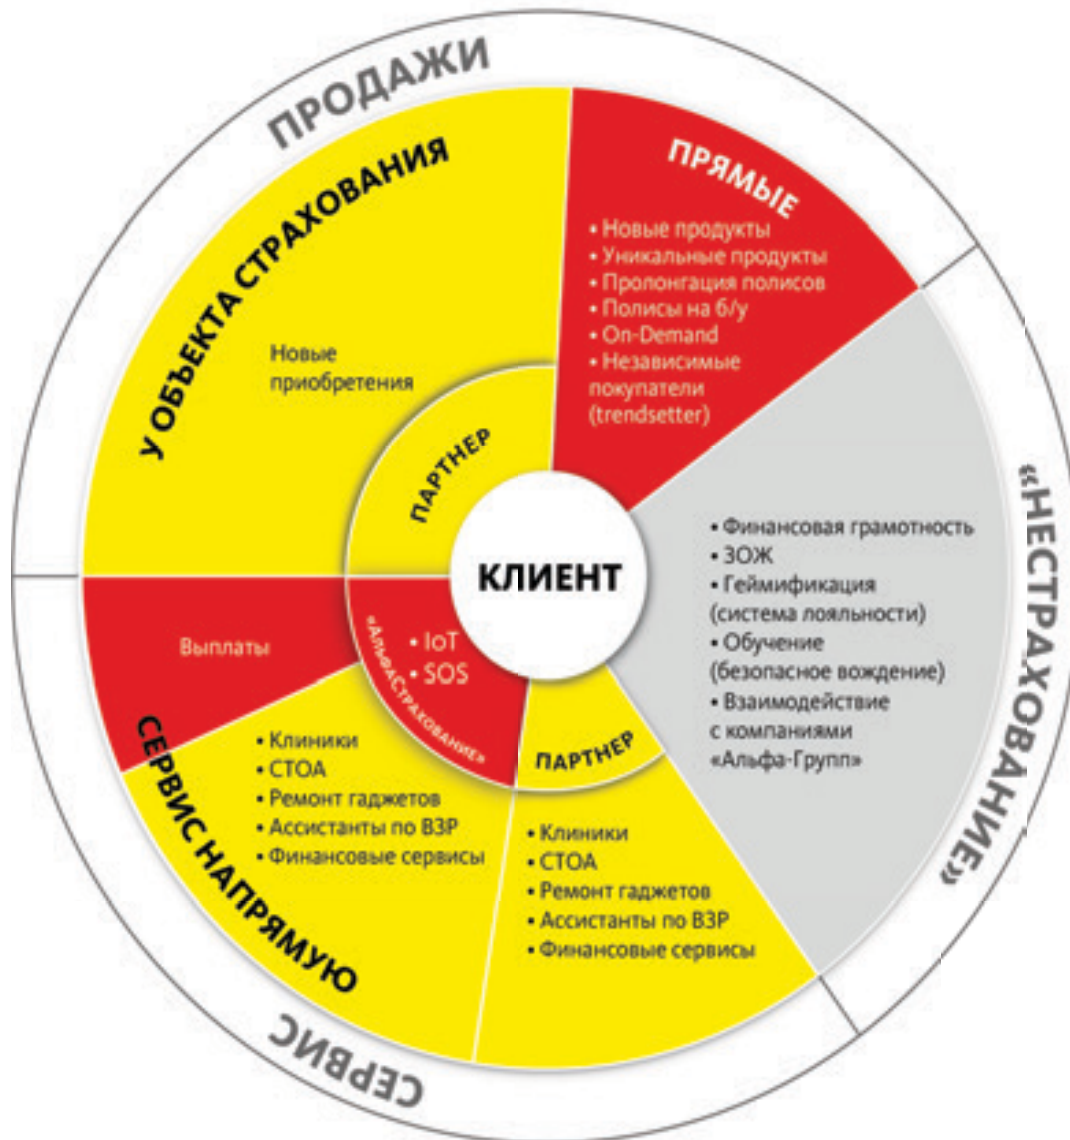 ПРОДАЖИ
У ОБЪЕКТА СТРАХОВАНИЯ
Новые
приобретения
ПАРТНЕР
ПРЯМЫЕ
• Новые продукты
• Уникальные продукты
• Пролонгация полисов
• Полисы на б/у
• On-Demand
• Независимые
покупатели
(trendsetter)
КЛИЕНТ
«НЕСТРАХОВАНИЕ»
• Финансовая грамотность
• ЗОЖ
• Геймификация
(система лояльности)
• Обучение
(безопасное вождение)
• Взаимодействие
с компаниями
«Альфа-Групп»
Выплаты
«АльфаСтрахование»
• IoT
• SOS
СЕРВИС НАПРЯМУЮ
• Клиники
• СТОА
• Ремонт гаджетов
• Ассистанты по ВЗР
• Финансовые сервисы
ПАРТНЕР
• Клиники
• СТОА
• Ремонт гаджетов
• Ассистанты по ВЗР
• Финансовые сервисы
СЕРВИС